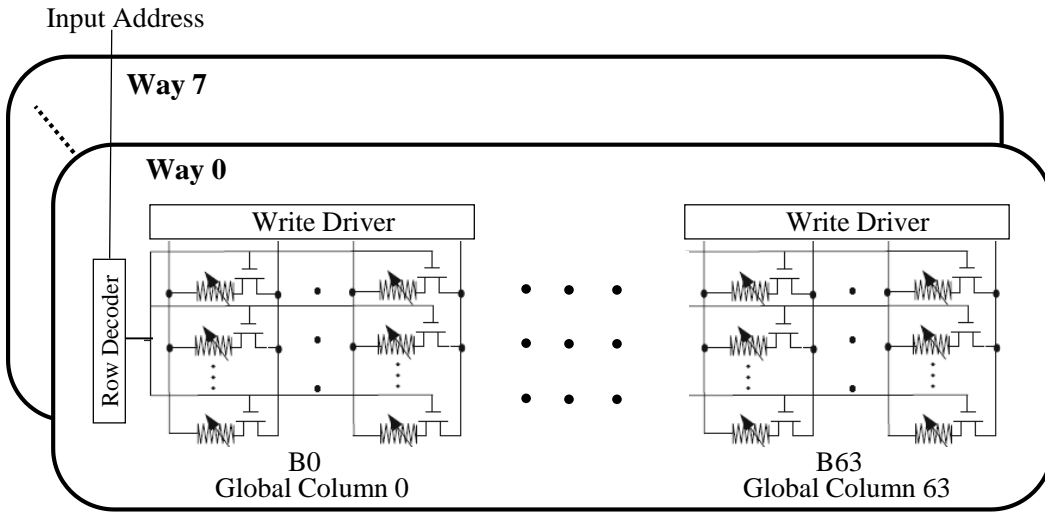 Input Address
Way 7
Way 0
Write Driver
Write Driver
Row Decoder
B0
Global Column 0
B63
Global Column 63